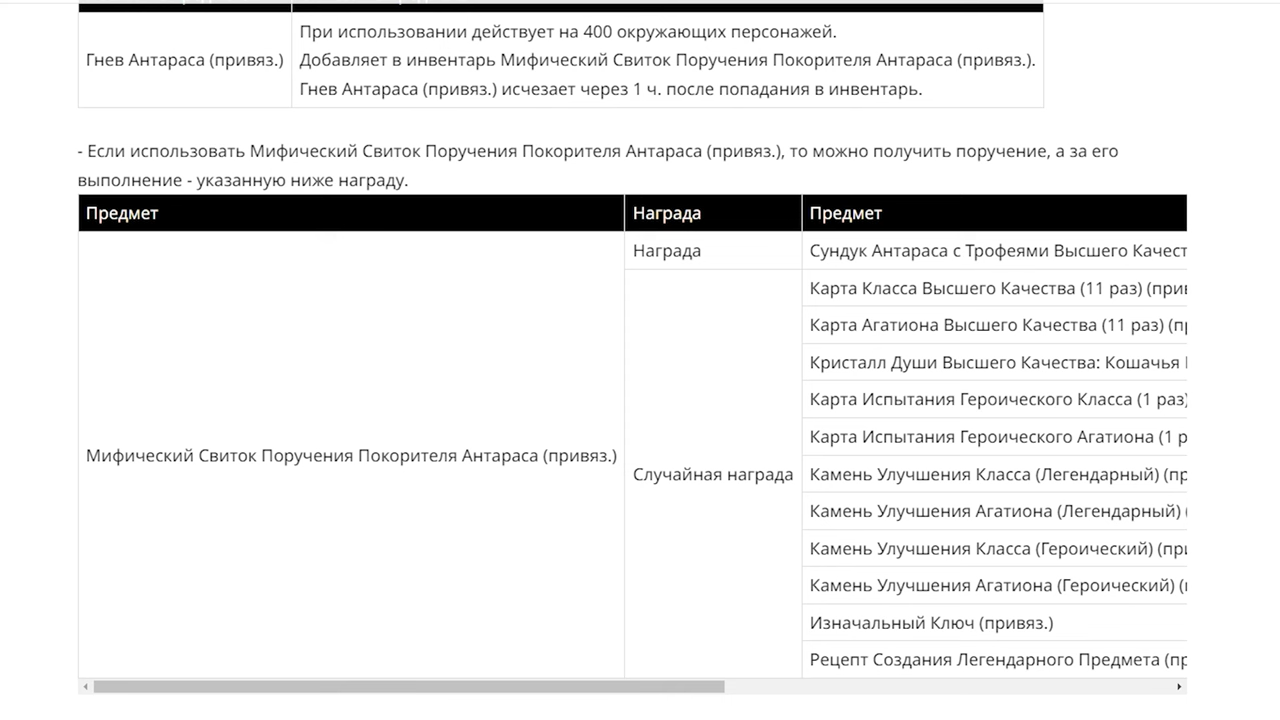 При использовании действует на 400 окружающих персонажей.
Гнев Антараса (привяз.)
Добавляет в инвентарь Мифический Свиток Поручения Покорителя Антараса (привяз.).
Гнев Антараса (привяз.) исчезает через 1 ч. после попадания в инвентарь.
- Если использовать Мифический Свиток Поручения Покорителя Антараса (привяз.), то можно получить поручение, а за его
выполнение - указанную ниже награду.
Предмет
Награда
Предмет
Мифический Свиток Поручения Покорителя Антараса (привяз.)
Награда
Сундук Антараса с Трофеями Высшего
Случайная награда
Карта Класса Высшего Качества (11 раз)
Карта Агатиона Высшего Качества (11 раз)
Кристалл Души Высшего Качества: Кошачья
Карта Испытания Героического Класса (1 раз)
Карта Испытания Героического Агатиона (1
Камень Улучшения Класса (Легендарный)
Камень Улучшения Агатиона (Легендарный)
Камень Улучшения Класса (Героический)
Камень Улучшения Агатиона (Героический)
Изначальный Ключ (привяз.)
Рецепт Создания Легендарного Предмета